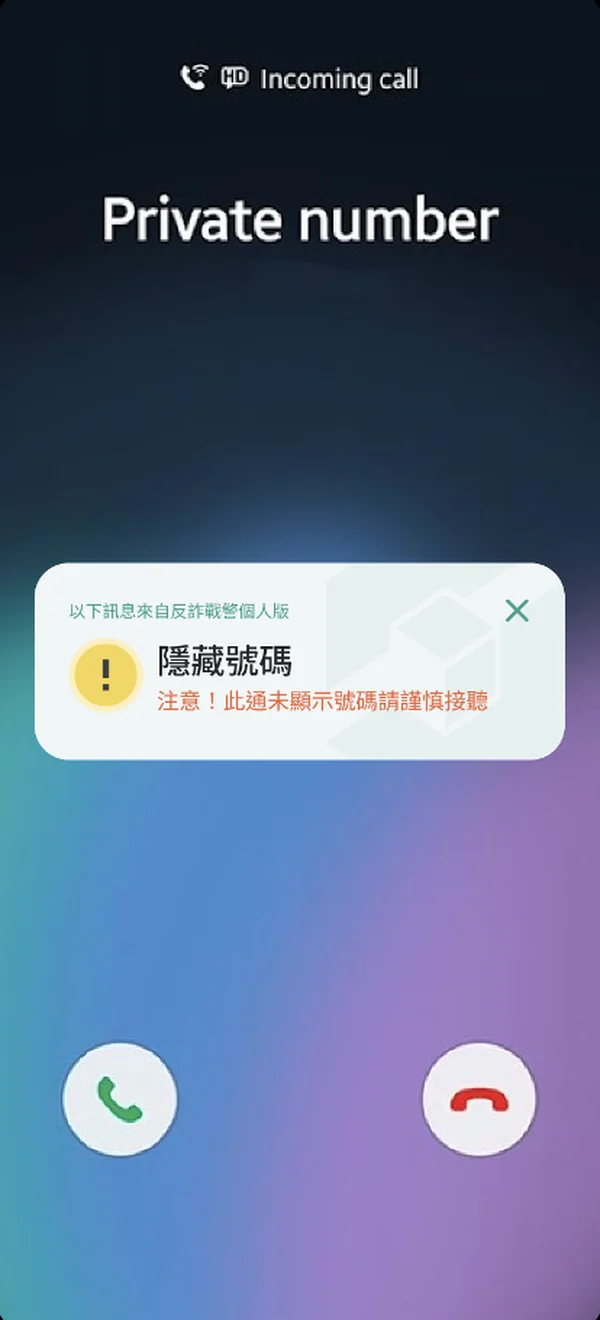 HD Incoming call
Private number
以下訊息來自反詐戰警個人版
!
隱藏號碼
注意！此通未顯示號碼請謹慎接聽